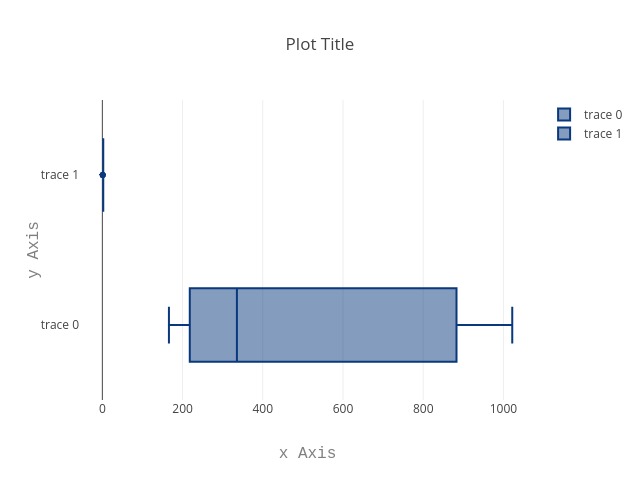 Plot Title
trace 0
trace 1
trace 1
trace 0
y Axis
0
200
400
600
800
1000
x Axis